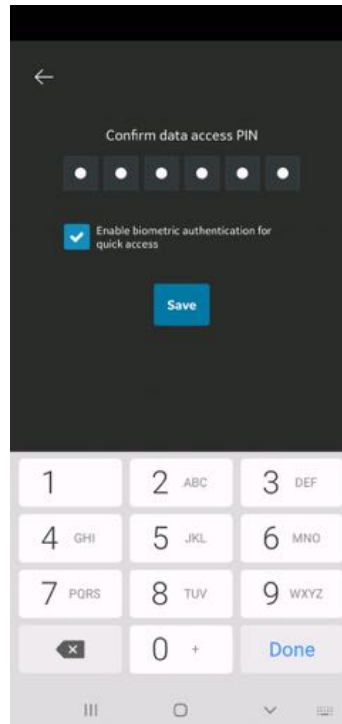 Confirm data access PIN
Enable biometric authentication for
quick access
Save
1
2 ABC
3 DEF
4 GHI
5 JKL
6 MNO
7 PQRS
8 TUV
9 WXYZ
0 +
Done